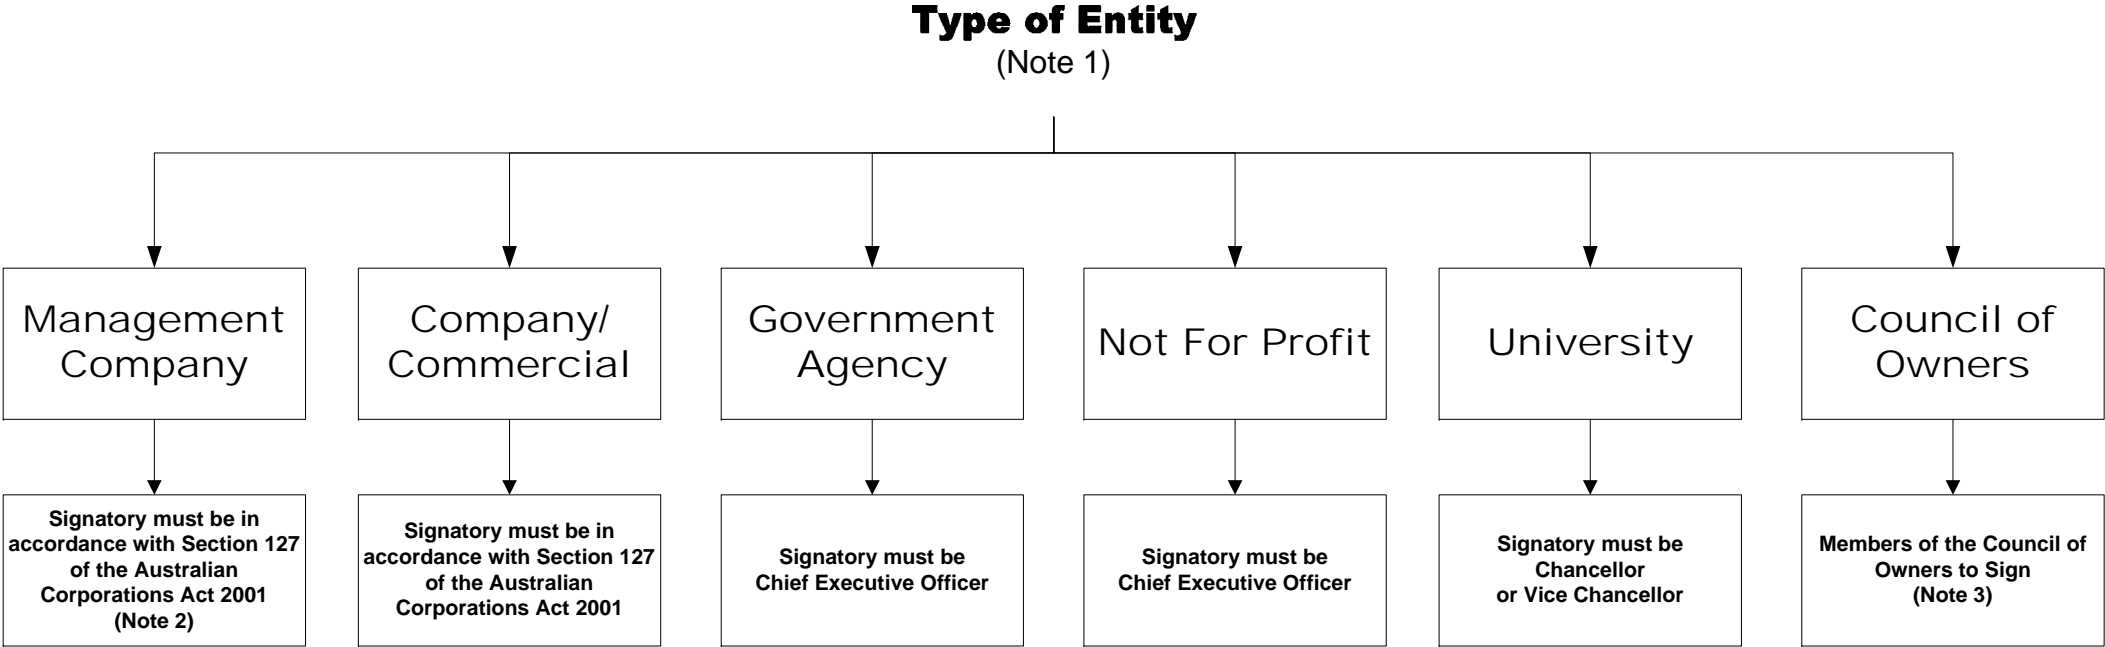 Type of Entity
(Note 1)
Management
Company
Company/
Commercial
Government
Agency
Not For Profit
University
Council of
Owners
Signatory must be in
accordance with Section 127
of the Australian
Corporations Act 2001
(Note 2)
Signatory must be in
accordance with Section 127
of the Australian
Corporations Act 2001
Signatory must be
Chief Executive Officer
Signatory must be
Chief Executive Officer
Signatory must be
Chancellor
or Vice Chancellor
Members of the Council of
Owners to Sign
(Note 3)